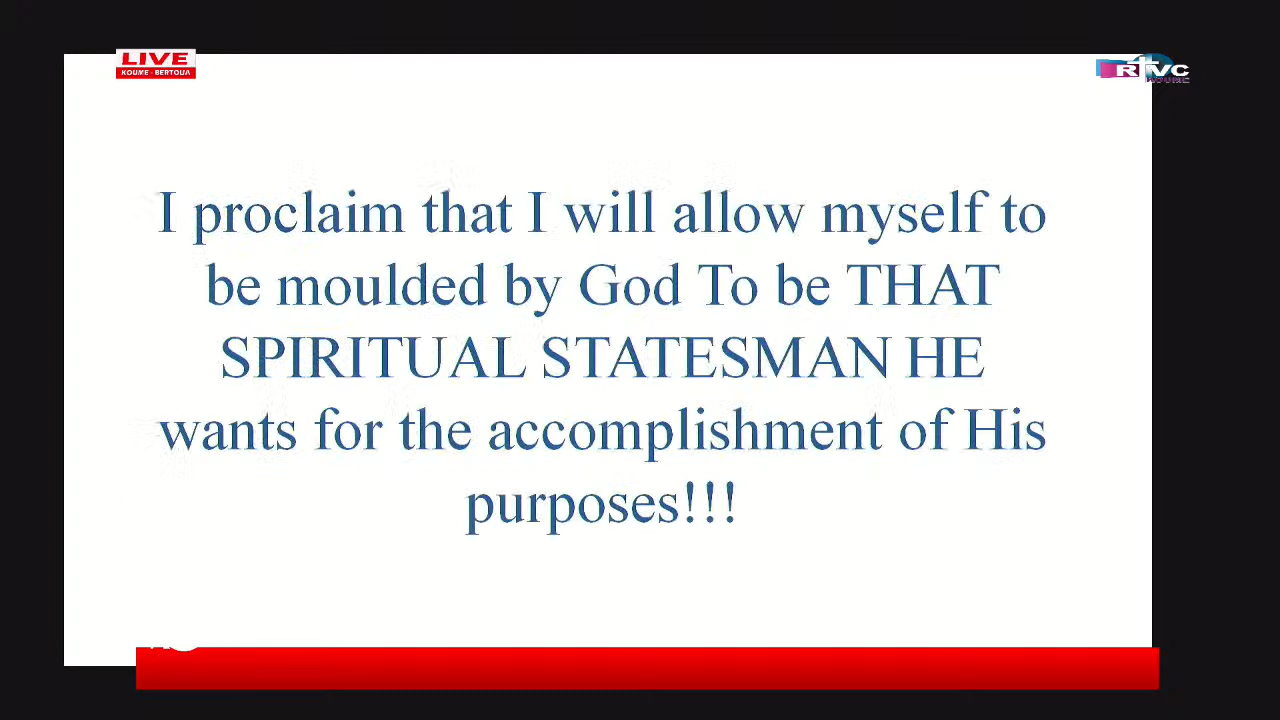 LIVE
KOUME - BERTOUA
RTVC
I proclaim that I will allow myself to
be moulded by God To be THAT
SPIRITUAL STATESMAN HE
wants for the accomplishment of His
purposes!!!